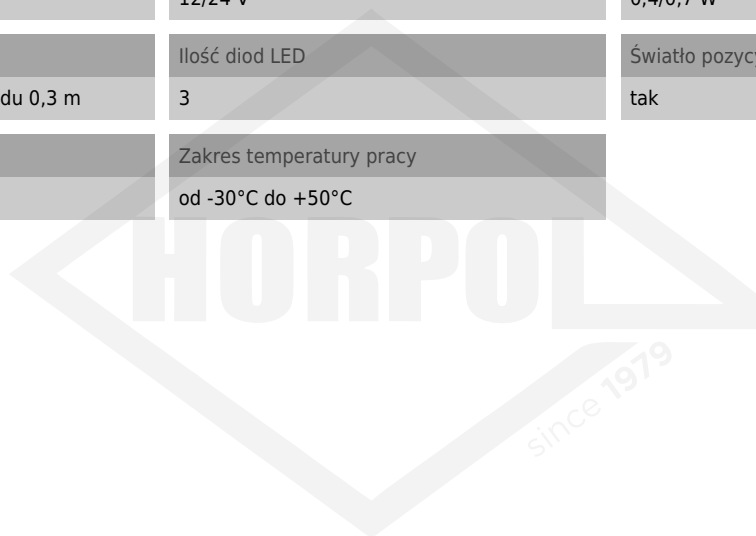 12/24 V 0,4/0,7 W
Ilość diod LED Światło pozycy
du 0,3 m 3 tak
Zakres temperatury pracy
od -30°C do +50°C
HORPOL
since 1979